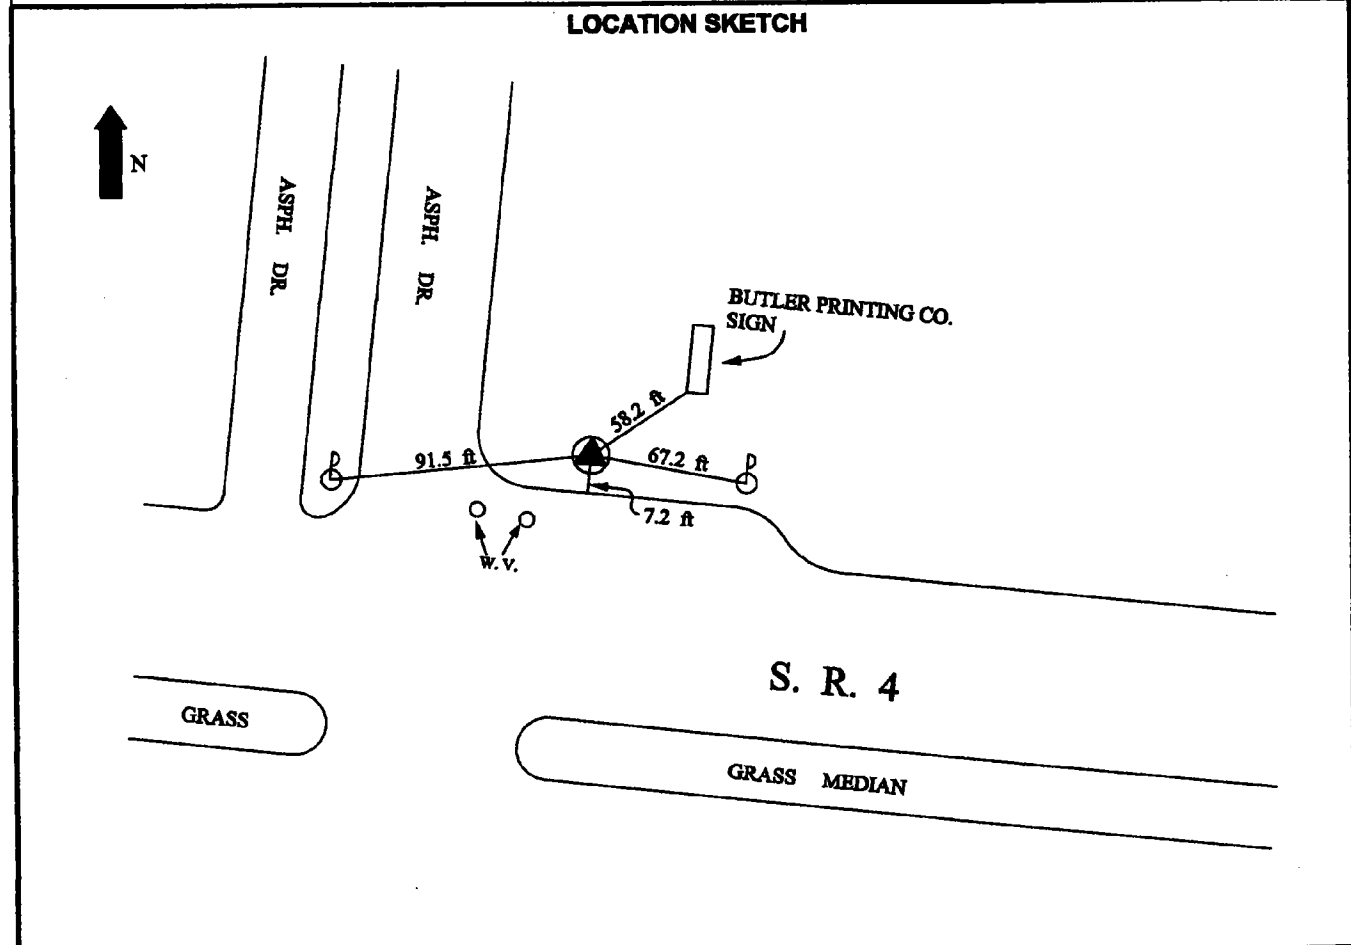 LOCATION SKETCH
N
ASPH. DR.
ASPH. DR.
BUTLER PRINTING CO.
SIGN
58.2 ft
91.5 ft
67.2 ft
P
P
7.2 ft
W. V.
S. R. 4
GRASS
GRASS MEDIAN